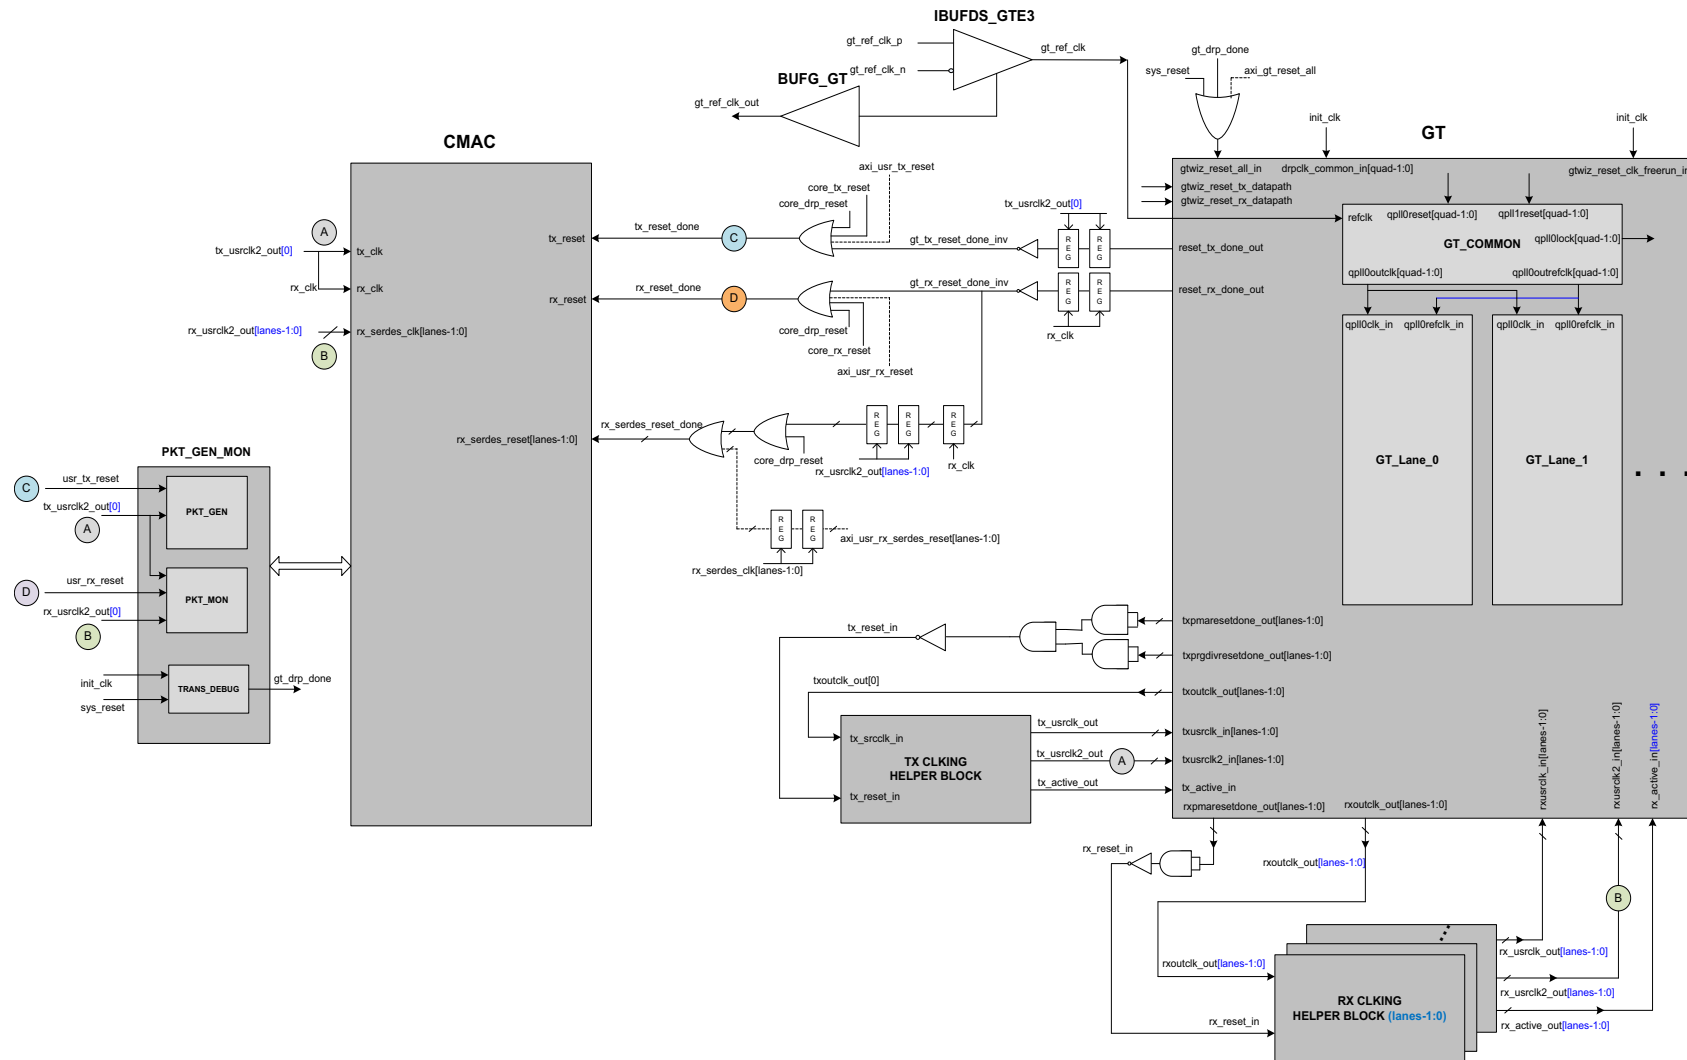 IBUFDS_GTE3
gt_ref_clk_p
gt_ref_clk
gt_ref_clk_n
BUFG_GT
gt_ref_clk_out
gt_drp_done
sys_reset
axi_gt_reset_all
init_clk
init_clk
GT
CMAC
gtwiz_reset_all_in
drpclk_common_in[quad-1:0]
gtwiz_reset_clk_freerun_in
gtwiz_reset_tx_datapath
gtwiz_reset_rx_datapath
refclk
qpll0reset[quad-1:0]
qpll1reset[quad-1:0]
GT_COMMON
qpll0lock[quad-1:0]
qpll0outclk[quad-1:0]
qpll0outrefclk[quad-1:0]
qpll0clk_in
qpll0refclk_in
qpll0clk_in
qpll0refclk_in
GT_Lane_0
GT_Lane_1
. . .
axi_usr_tx_reset
core_tx_reset
core_drp_reset
tx_reset_done
C
tx_reset
gt_tx_reset_done_inv
tx_usrclk2_out[0]
REG
REG
reset_tx_done_out
A
tx_usrclk2_out[0]
tx_clk
rx_clk
rx_clk
rx_usrclk2_out[lanes-1:0]
rx_serdes_clk[lanes-1:0]
B
rx_reset
rx_reset_done
D
gt_rx_reset_done_inv
REG
REG
reset_rx_done_out
rx_clk
core_drp_reset
core_rx_reset
axi_usr_rx_reset
rx_serdes_reset[lanes-1:0]
rx_serdes_reset_done
core_drp_reset
REG
REG
REG
rx_usrclk2_out[lanes-1:0]
rx_clk
REG
REG
axi_usr_rx_serdes_reset[lanes-1:0]
rx_serdes_clk[lanes-1:0]
PKT_GEN_MON
C
usr_tx_reset
tx_usrclk2_out[0]
A
PKT_GEN
D
usr_rx_reset
rx_usrclk2_out[0]
B
PKT_MON
init_clk
sys_reset
TRANS_DEBUG
gt_drp_done
tx_reset_in
txpmaresetdone_out[lanes-1:0]
txprgdivresetdone_out[lanes-1:0]
txoutclk_out[0]
txoutclk_out[lanes-1:0]
tx_srcclk_in
TX CLKING
HELPER BLOCK
tx_reset_in
tx_usrclk_out
tx_usrclk2_out
A
tx_active_out
txusrclk_in[lanes-1:0]
txusrclk2_in[lanes-1:0]
tx_active_in
rxpmaresetdone_out[lanes-1:0]
rxoutclk_out[lanes-1:0]
rxusrclk_in[lanes-1:0]
rxusrclk2_in[lanes-1:0]
rx_active_in[lanes-1:0]
rx_reset_in
rxoutclk_out[lanes-1:0]
B
rxoutclk_out[lanes-1:0]
rx_reset_in
RX CLKING
HELPER BLOCK (lanes-1:0)
rx_usrclk_out[lanes-1:0]
rx_usrclk2_out[lanes-1:0]
rx_active_out[lanes-1:0]